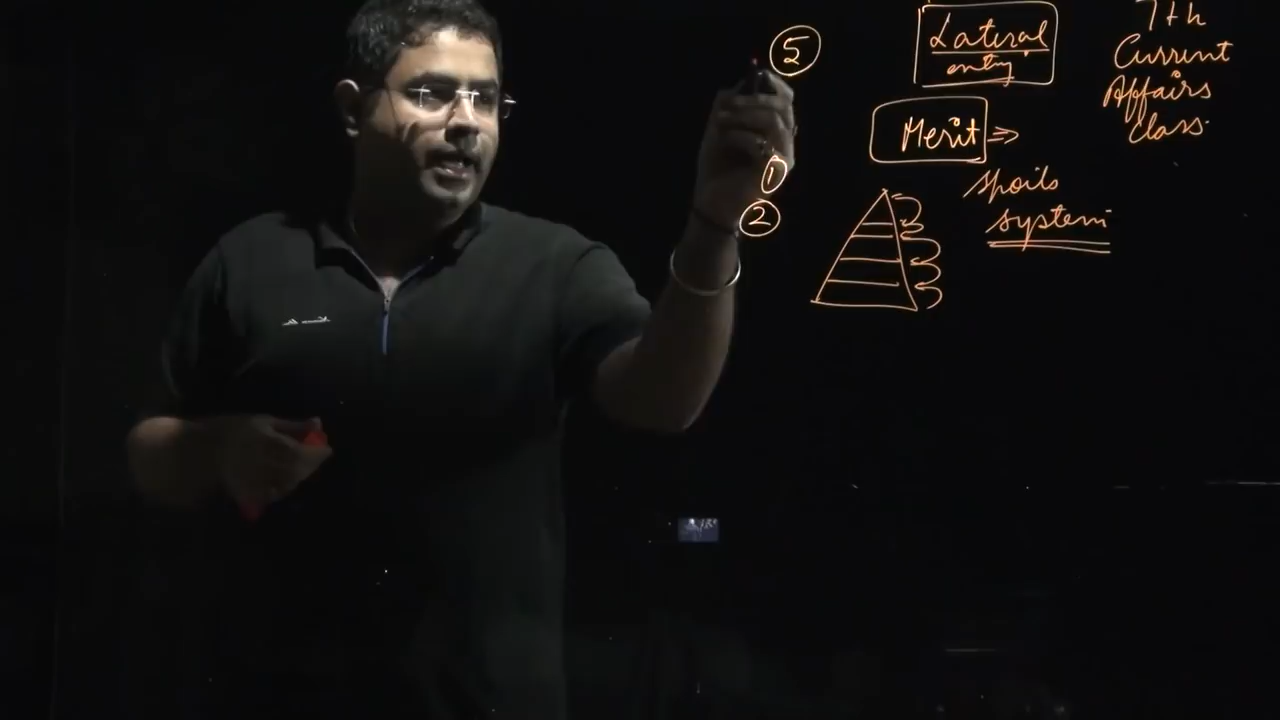 7th
Current
Affairs
Class.
Lateral
entry
5
Merit ⇒
spoils
system
1
2